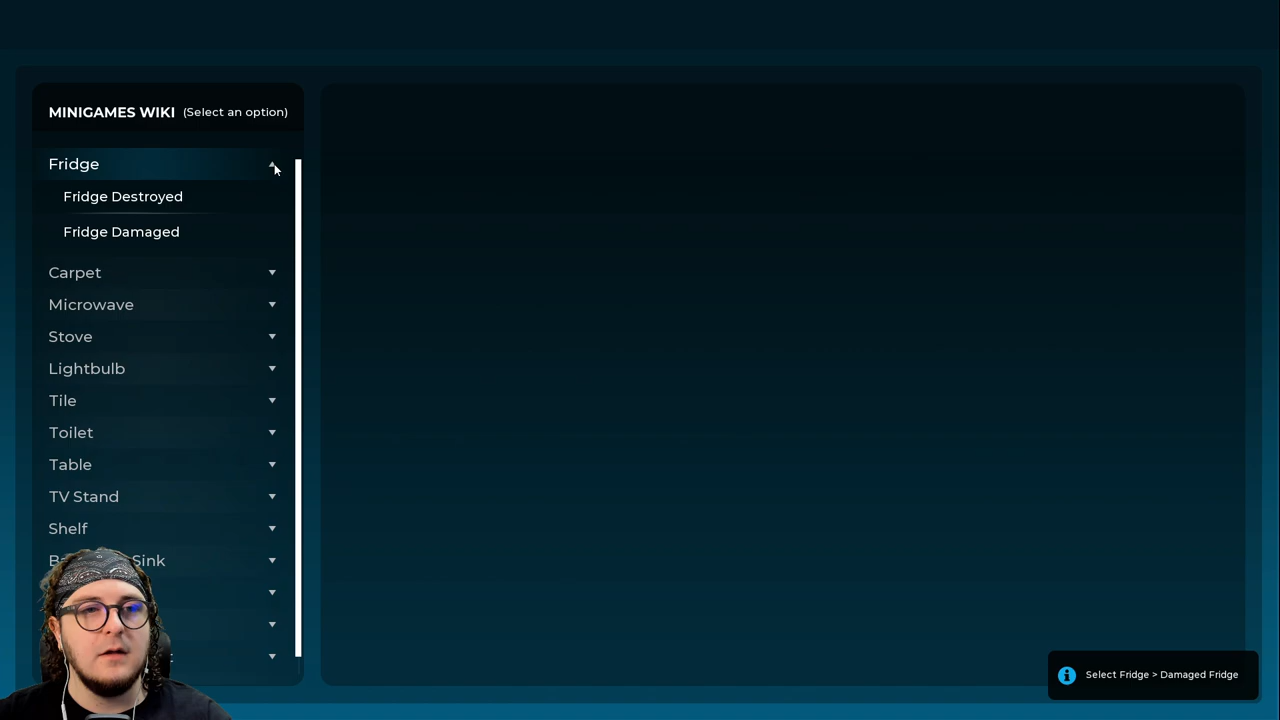 MINIGAMES WIKI (Select an option)
Fridge
Fridge Destroyed
Fridge Damaged
Carpet
Microwave
Stove
Lightbulb
Tile
Toilet
Table
TV Stand
Shelf
Sink
Select Fridge > Damaged Fridge